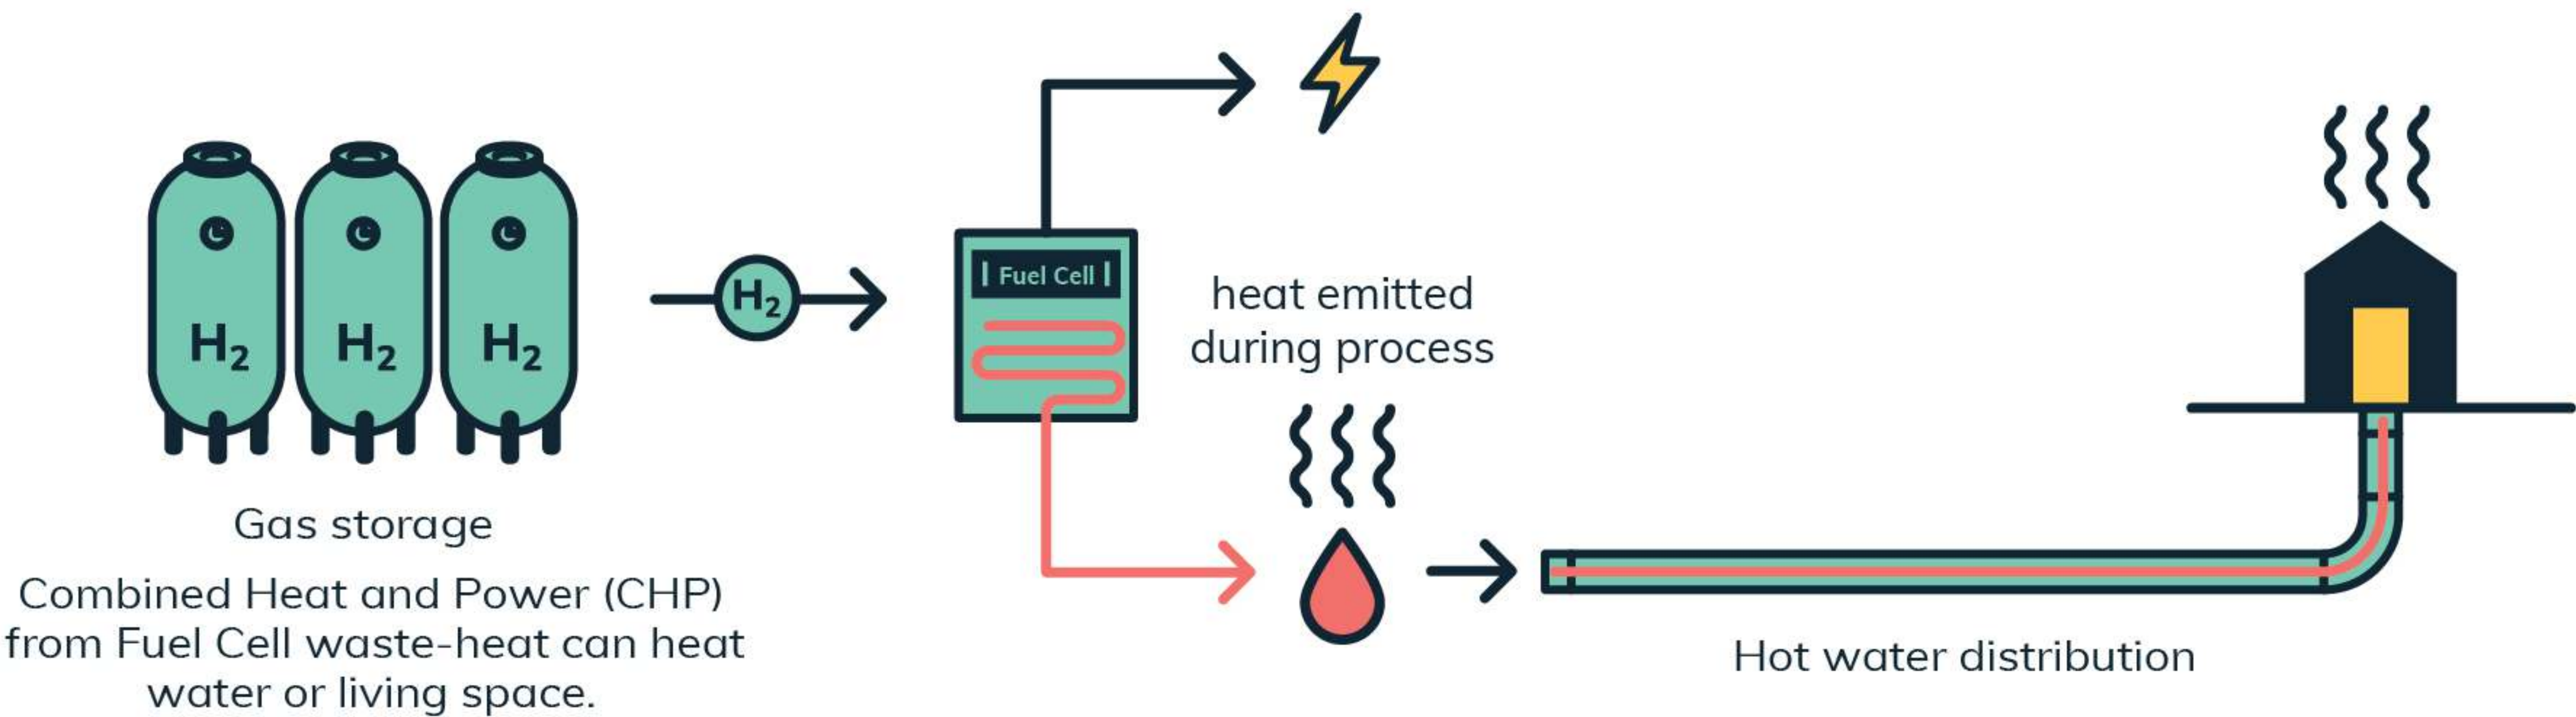 H₂
H₂
H₂
Gas storage
Combined Heat and Power (CHP)
from Fuel Cell waste-heat can heat
water or living space.
H₂
Fuel Cell
heat emitted
during process
Hot water distribution